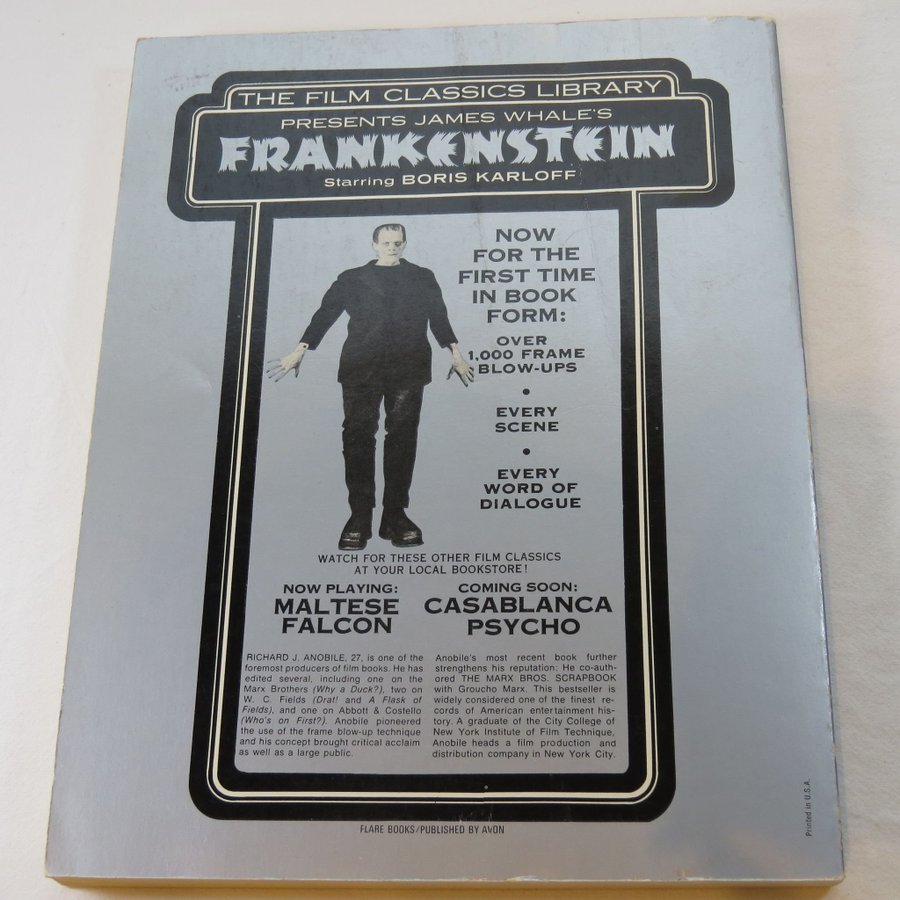 THE FILM CLASSICS LIBRARY
PRESENTS JAMES WHALE'S
FRANKENSTEIN
Starring BORIS KARLOFF
NOW
FOR THE
FIRST TIME
IN BOOK
FORM:
OVER
1,000 FRAME
BLOW-UPS
•
EVERY
SCENE
•
EVERY
WORD OF
DIALOGUE
WATCH FOR THESE OTHER FILM CLASSICS
AT YOUR LOCAL BOOKSTORE!
NOW PLAYING:
MALTESE
FALCON
COMING SOON:
CASABLANCA
PSYCHO
RICHARD J. ANOBILE, 27, is one of the
foremost producers of film books. He has
edited several, including one on the
Marx Brothers (Why a Duck?), two on
W. C. Fields (Drat! and A Flask of
Fields), and one on Abbott & Costello
(Who's on First?). Anobile pioneered
the use of the frame blow-up technique
and his concept brought critical acclaim
as well as a large public.
Anobile's most recent book further
strengthens his reputation: He co-auth-
ored THE MARX BROS. SCRAPBOOK
with Groucho Marx. This bestseller is
widely considered one of the finest re-
cords of American entertainment his-
tory. A graduate of the City College of
New York Institute of Film Technique,
Anobile heads a film production and
distribution company in New York City.
FLARE BOOKS/PUBLISHED BY AVON
Printed in U.S.A.